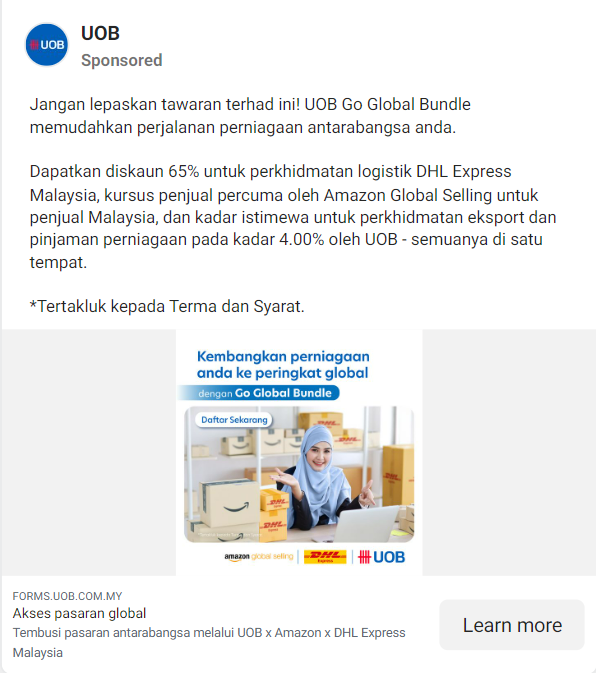 UOB
UOB
Sponsored
Jangan lepaskan tawaran terhad ini! UOB Go Global Bundle
memudahkan perjalanan perniagaan antarabangsa anda.
Dapatkan diskaun 65% untuk perkhidmatan logistik DHL Express
Malaysia, kursus penjual percuma oleh Amazon Global Selling untuk
penjual Malaysia, dan kadar istimewa untuk perkhidmatan eksport dan
pinjaman perniagaan pada kadar 4.00% oleh UOB - semuanya di satu
tempat.
*Tertakluk kepada Terma dan Syarat.
Kembangkan perniagaan
anda ke peringkat global
dengan Go Global Bundle
Daftar Sekarang
DHL
DHL
DHL
DHL
DHL
amazon global selling
DHL
Express
UOB
FORMS.UOB.COM.MY
Akses pasaran global
Tembusi pasaran antarabangsa melalui UOB x Amazon x DHL Express
Malaysia
Learn more